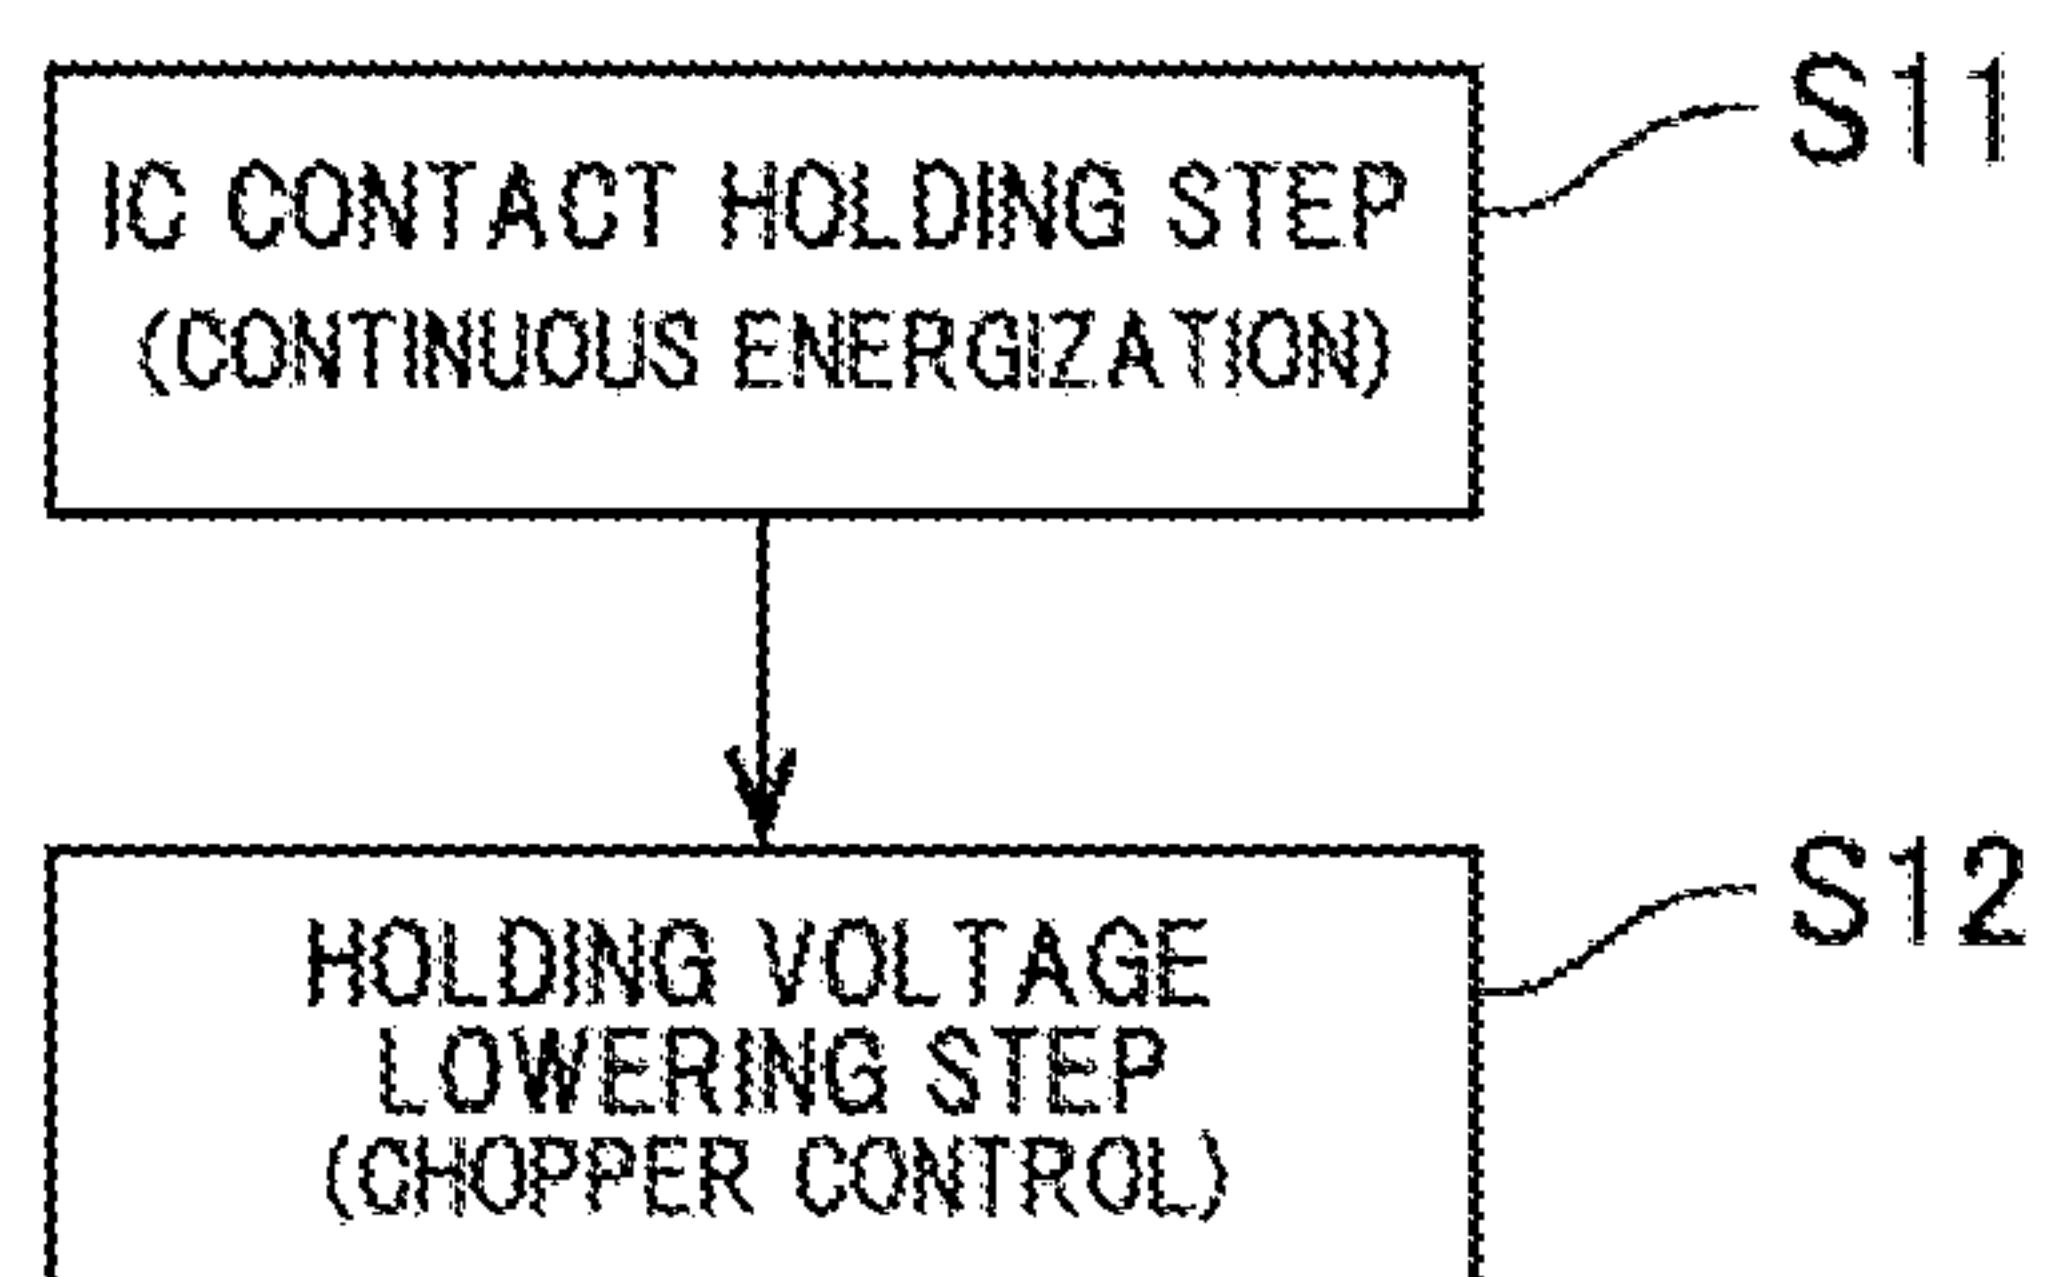 S11
IC CONTACT HOLDING STEP
(CONTINUOUS ENERGIZATION)
S12
HOLDING VOLTAGE
LOWERING STEP
(CHOPPER CONTROL)